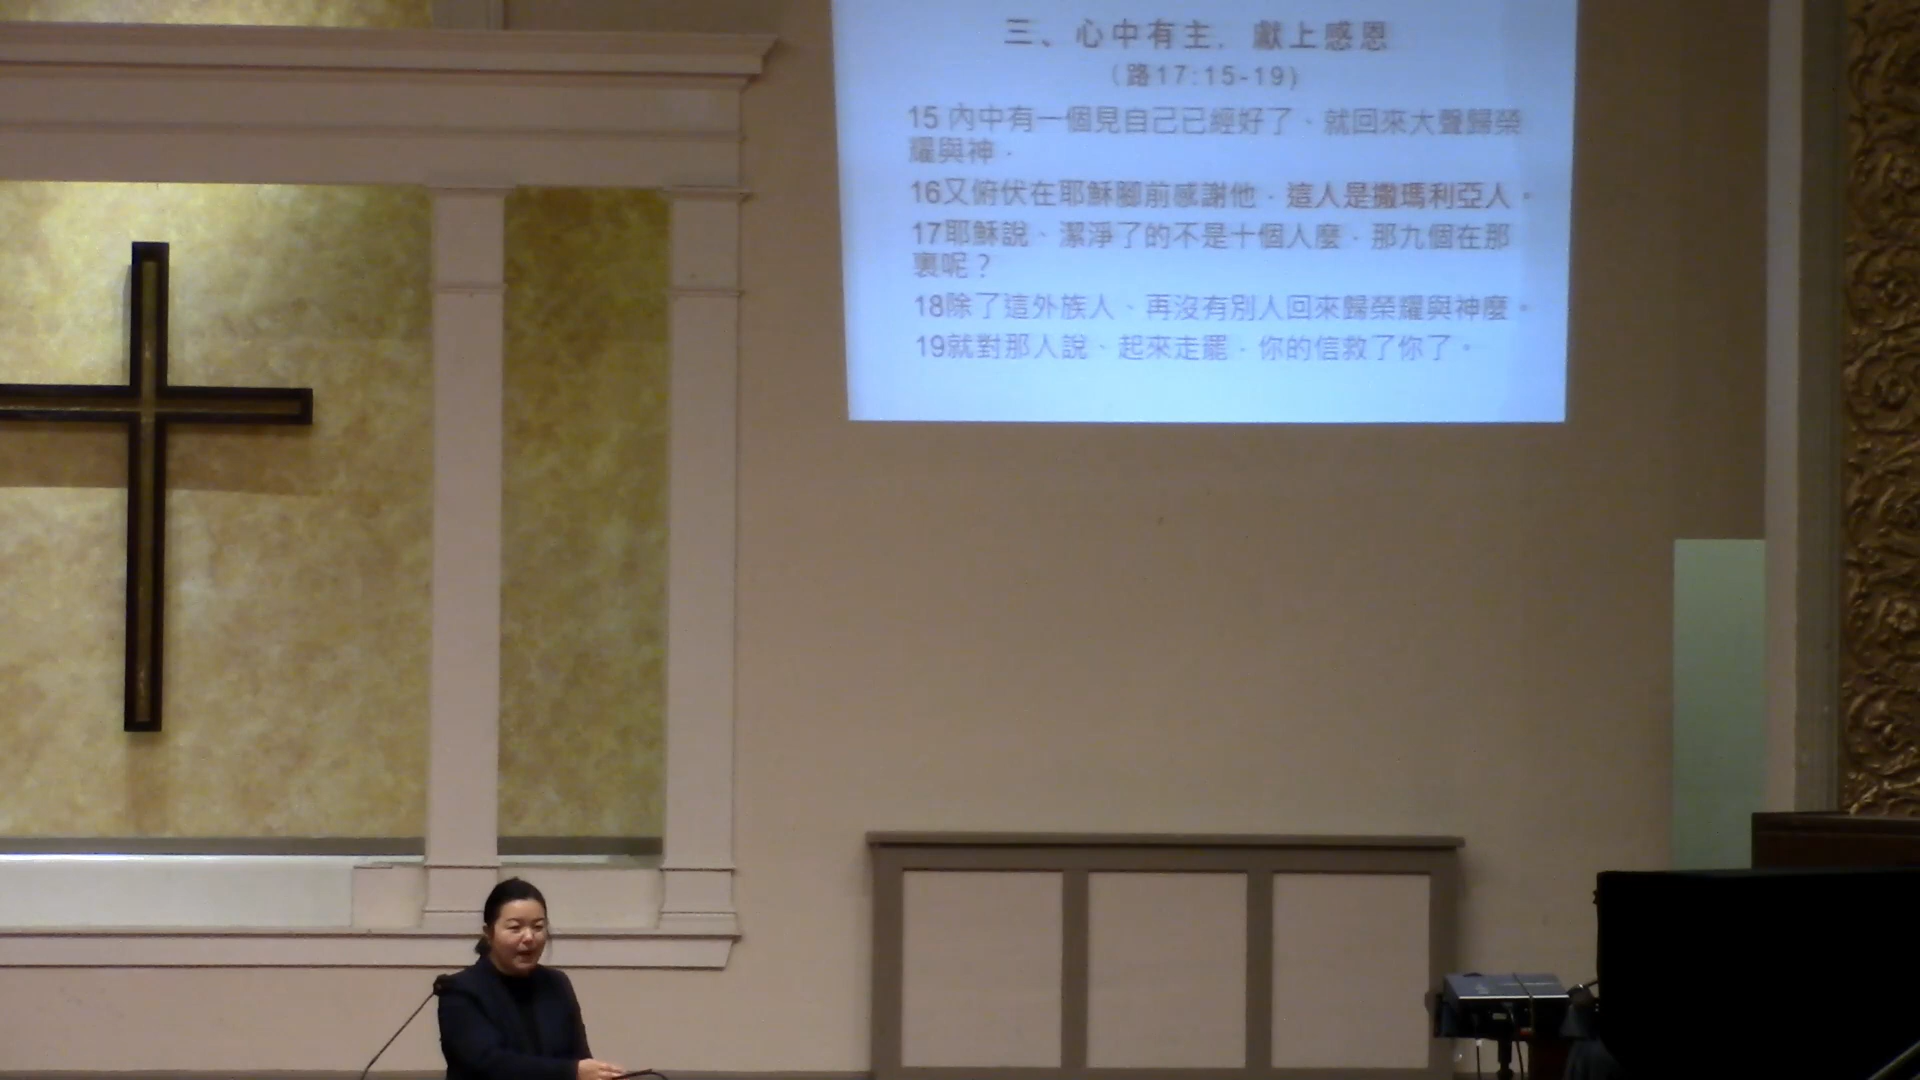 三、心中有主．獻上感恩
（路17:15-19）
15 內中有一個見自己已經好了、就回來大聲歸榮
耀與神．
16又俯伏在耶穌腳前感謝他．這人是撒瑪利亞人。
17耶穌說、潔淨了的不是十個人麼．那九個在那
裏呢？
18除了這外族人、再沒有別人回來歸榮耀與神麼。
19就對那人說、起來走罷．你的信救了你了。